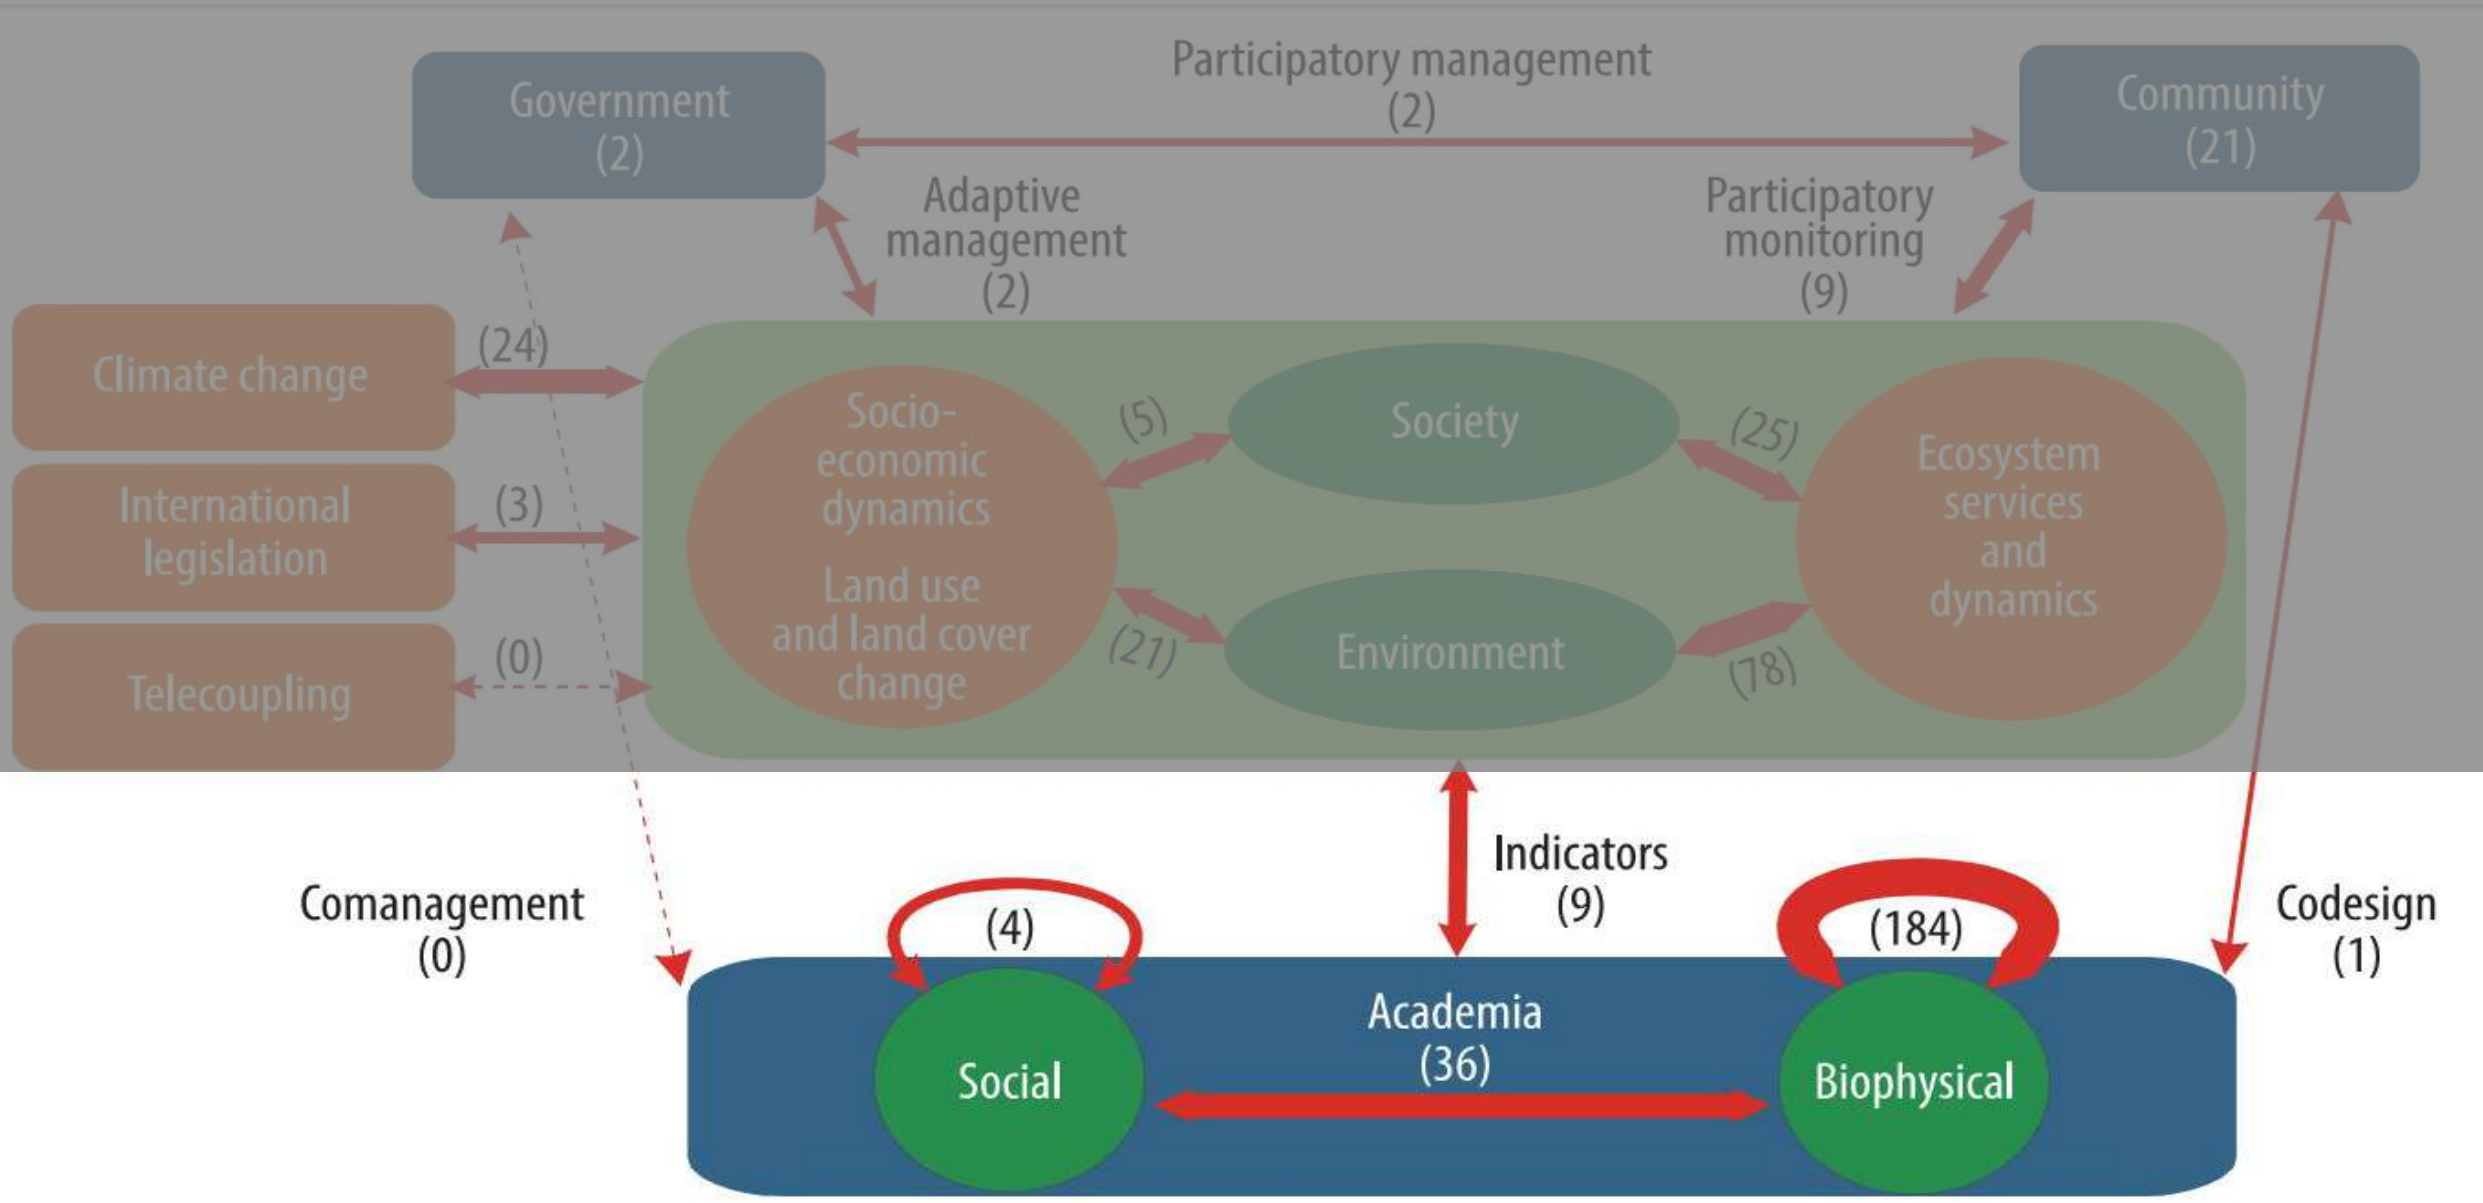 Participatory management
(2)
Government
(2)
Community
(21)
Adaptive
management
(2)
Participatory
monitoring
(9)
Climate change
(24)
International
legislation
(3)
Telecoupling
(0)
Socio-
economic
dynamics
Land use
and land cover
change
(5)
Society
(25)
(21)
Environment
(78)
Ecosystem
services
and
dynamics
Comanagement
(0)
Indicators
(9)
Codesign
(1)
(4)
(184)
Academia
(36)
Social
Biophysical